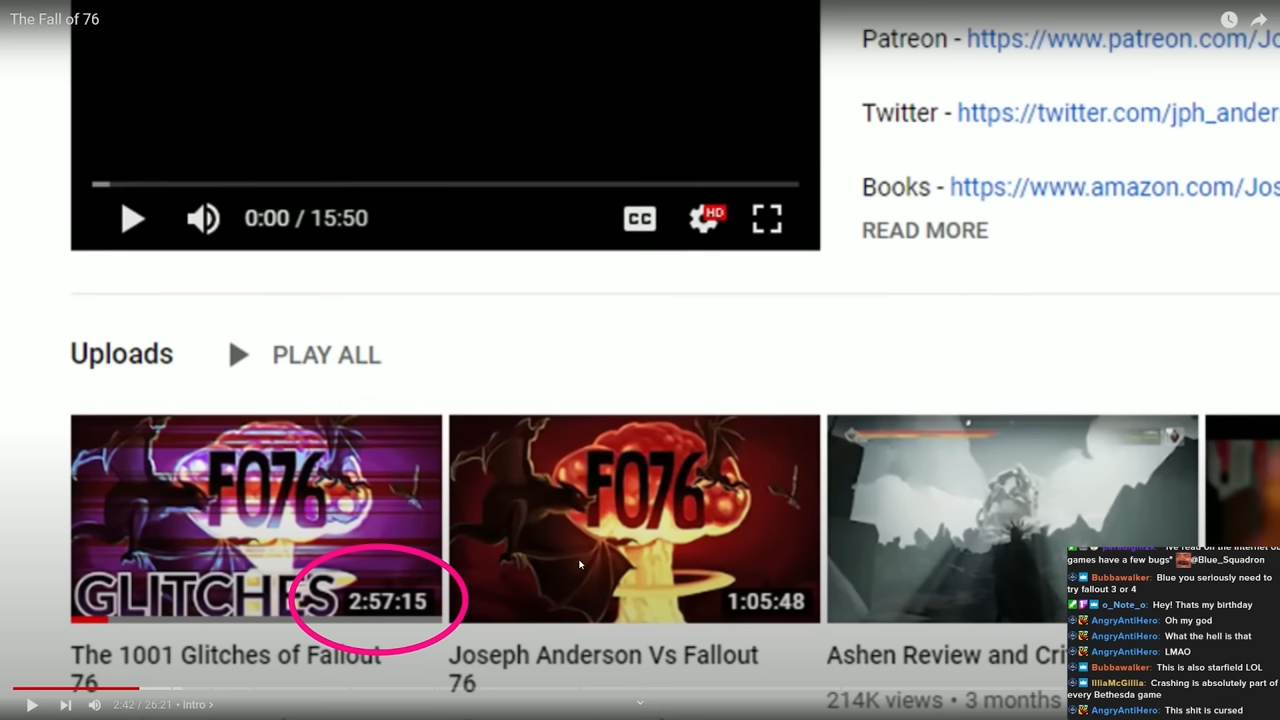 The Fall of 76
Patreon - https://www.patreon.com/Jo
Twitter - https://twitter.com/jph_ander
Books - https://www.amazon.com/Jos
READ MORE
0:00 / 15:50
CC
HD
Uploads
PLAY ALL
FO76
GLITCHES
2:57:15
FO76
1:05:48
The 1001 Glitches of Fallout
76
Joseph Anderson Vs Fallout
76
Ashen Review and Cri
214K views • 3 months
games have a few bugs" @Blue_Squadron
Bubbawalker: Blue you seriously need to
try fallout 3 or 4
o_Note_o: Hey! Thats my birthday
AngryAntiHero: Oh my god
AngryAntiHero: What the hell is that
AngryAntiHero: LMAO
Bubbawalker: This is also starfield LOL
IlliaMcGillia: Crashing is absolutely part of
every Bethesda game
AngryAntiHero: This shit is cursed
2:42 / 26:21 • Intro